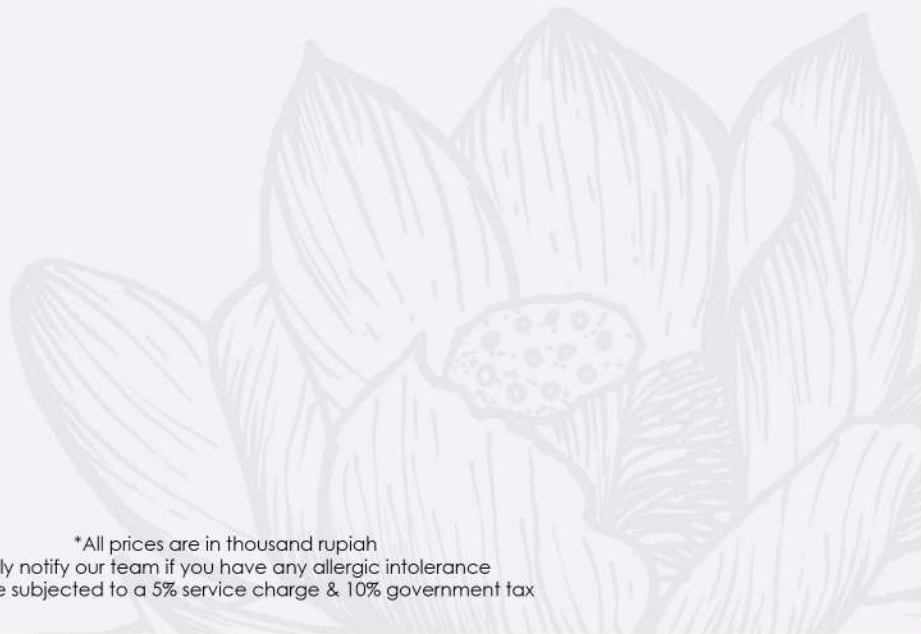 *All prices are in thousand rupiah
ly notify our team if you have any allergic intolerance
e subjected to a 5% service charge & 10% government tax